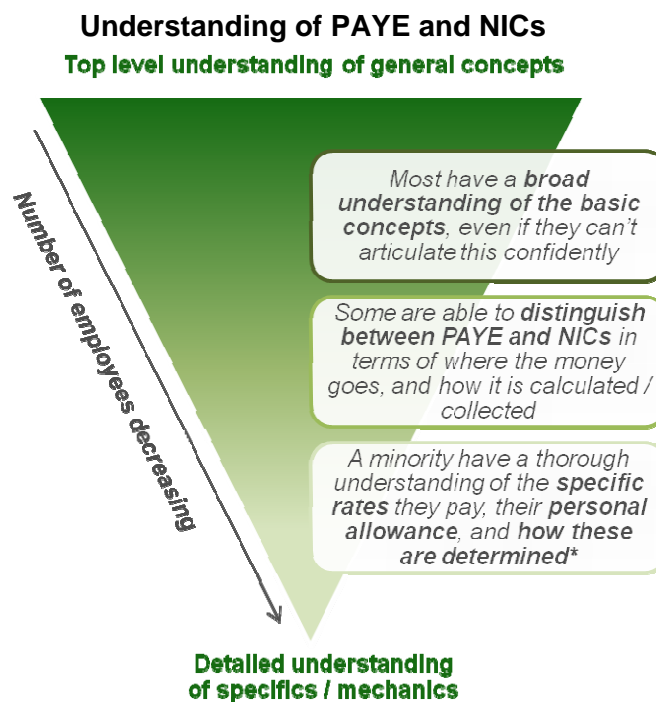 Understanding of PAYE and NICs
Top level understanding of general concepts
Number of employees decreasing
Most have a broad
understanding of the basic
concepts, even if they can't
articulate this confidently
Some are able to distinguish
between PAYE and NICs in
terms of where the money
goes, and how it is calculated /
collected
A minority have a thorough
understanding of the specific
rates they pay, their personal
allowance, and how these
are determined*
Detailed understanding
of specifics / mechanics